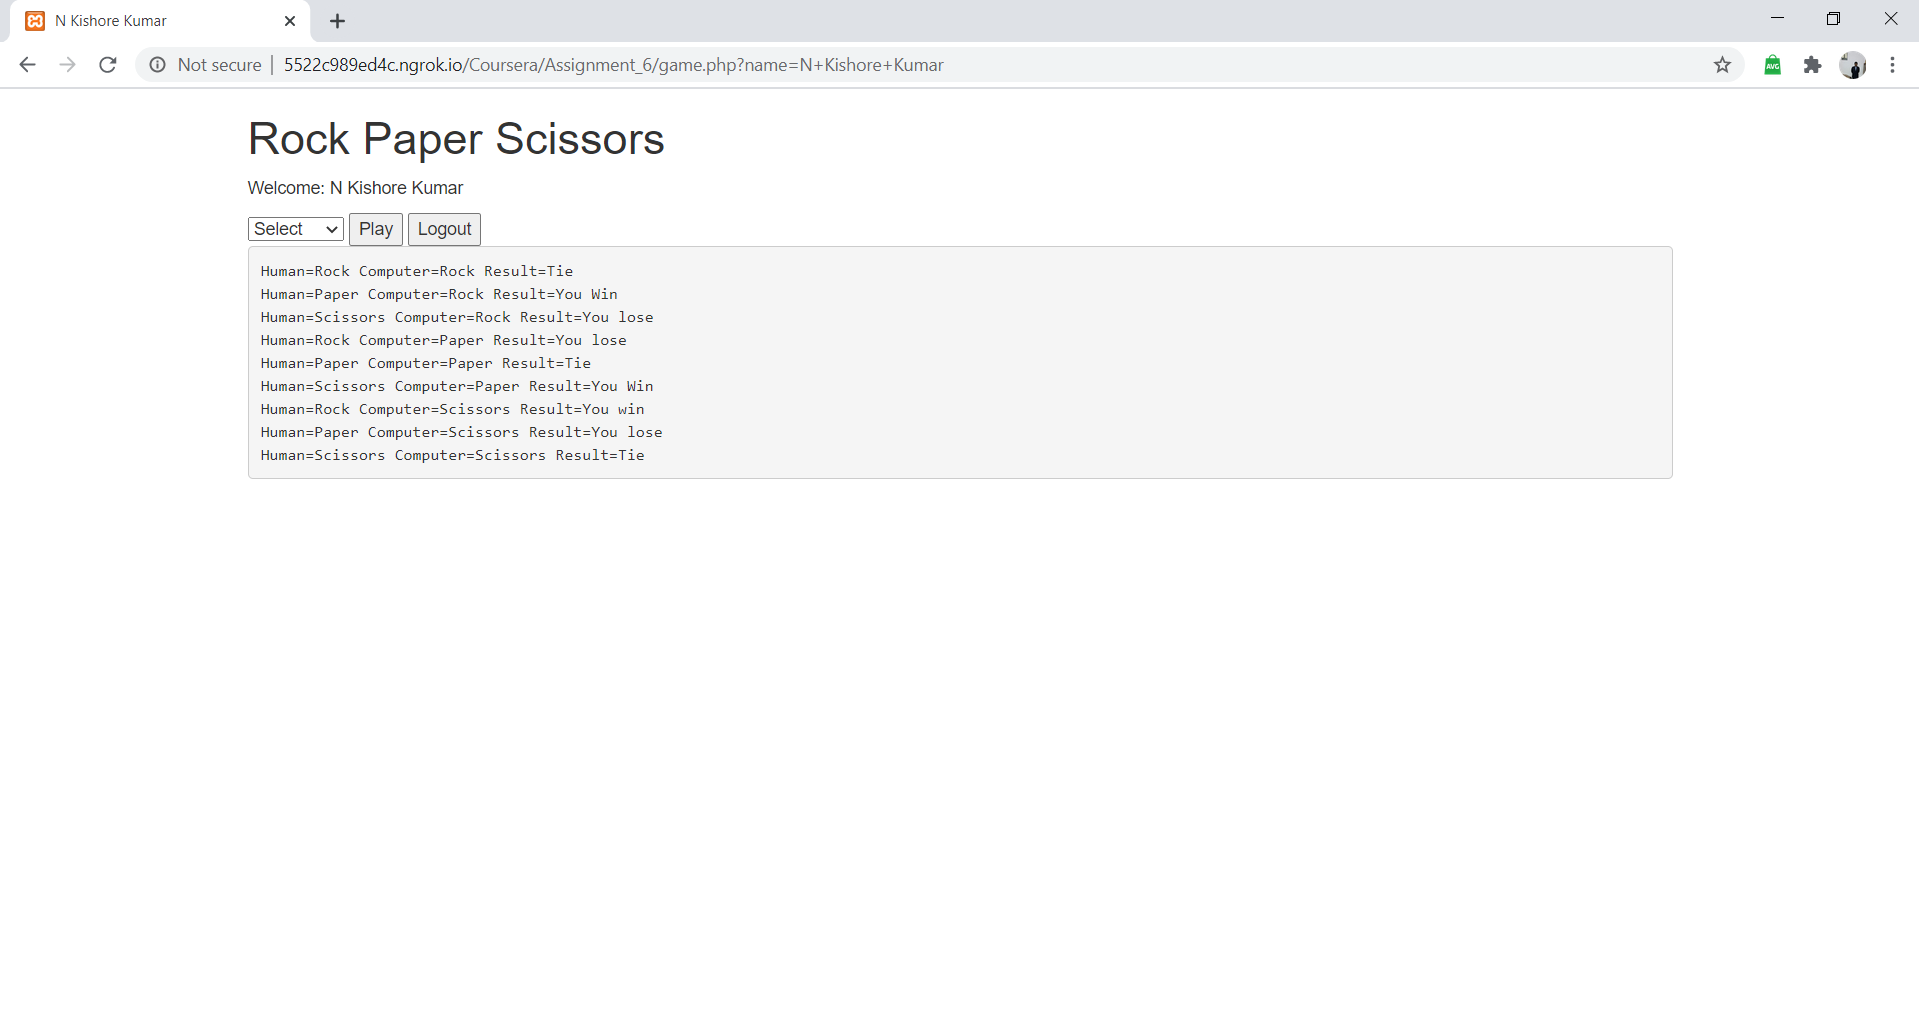 N Kishore Kumar
Not secure | 5522c989ed4c.ngrok.io/Coursera/Assignment_6/game.php?name=N+Kishore+Kumar
AVG
Rock Paper Scissors
Welcome: N Kishore Kumar
Select Play Logout
Human=Rock Computer=Rock Result=Tie
Human=Paper Computer=Rock Result=You Win
Human=Scissors Computer=Rock Result=You lose
Human=Rock Computer=Paper Result=You lose
Human=Paper Computer=Paper Result=Tie
Human=Scissors Computer=Paper Result=You Win
Human=Rock Computer=Scissors Result=You win
Human=Paper Computer=Scissors Result=You lose
Human=Scissors Computer=Scissors Result=Tie